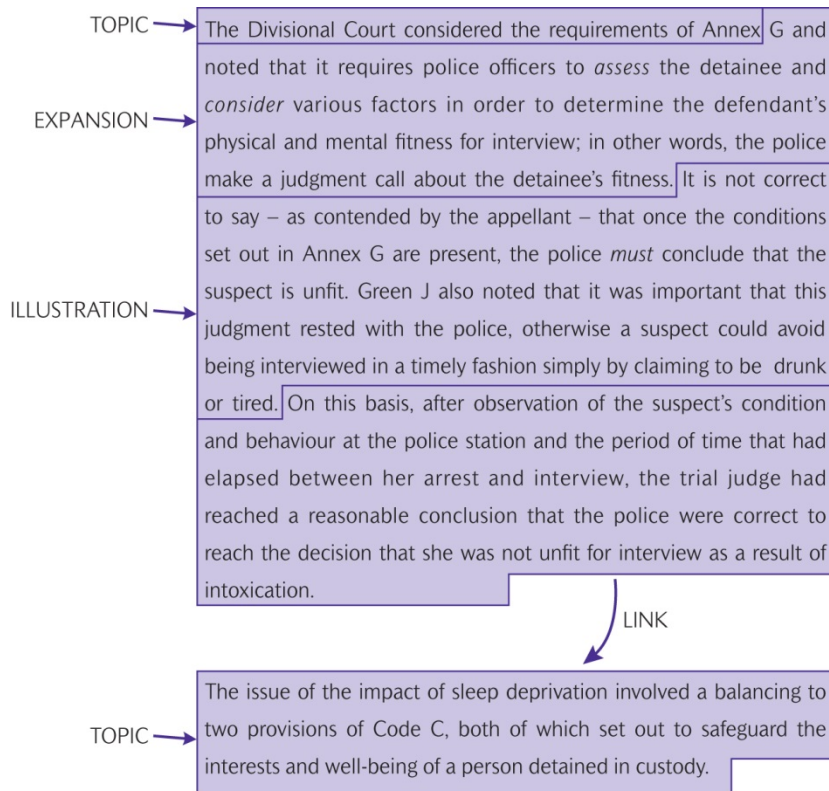 TOPIC
The Divisional Court considered the requirements of Annex G and
noted that it requires police officers to assess the detainee and
EXPANSION
consider various factors in order to determine the defendant's
physical and mental fitness for interview; in other words, the police
make a judgment call about the detainee's fitness. It is not correct
to say – as contended by the appellant – that once the conditions
set out in Annex G are present, the police must conclude that the
suspect is unfit. Green J also noted that it was important that this
ILLUSTRATION
judgment rested with the police, otherwise a suspect could avoid
being interviewed in a timely fashion simply by claiming to be drunk
or tired. On this basis, after observation of the suspect's condition
and behaviour at the police station and the period of time that had
elapsed between her arrest and interview, the trial judge had
reached a reasonable conclusion that the police were correct to
reach the decision that she was not unfit for interview as a result of
intoxication.
LINK
The issue of the impact of sleep deprivation involved a balancing to
TOPIC
two provisions of Code C, both of which set out to safeguard the
interests and well-being of a person detained in custody.